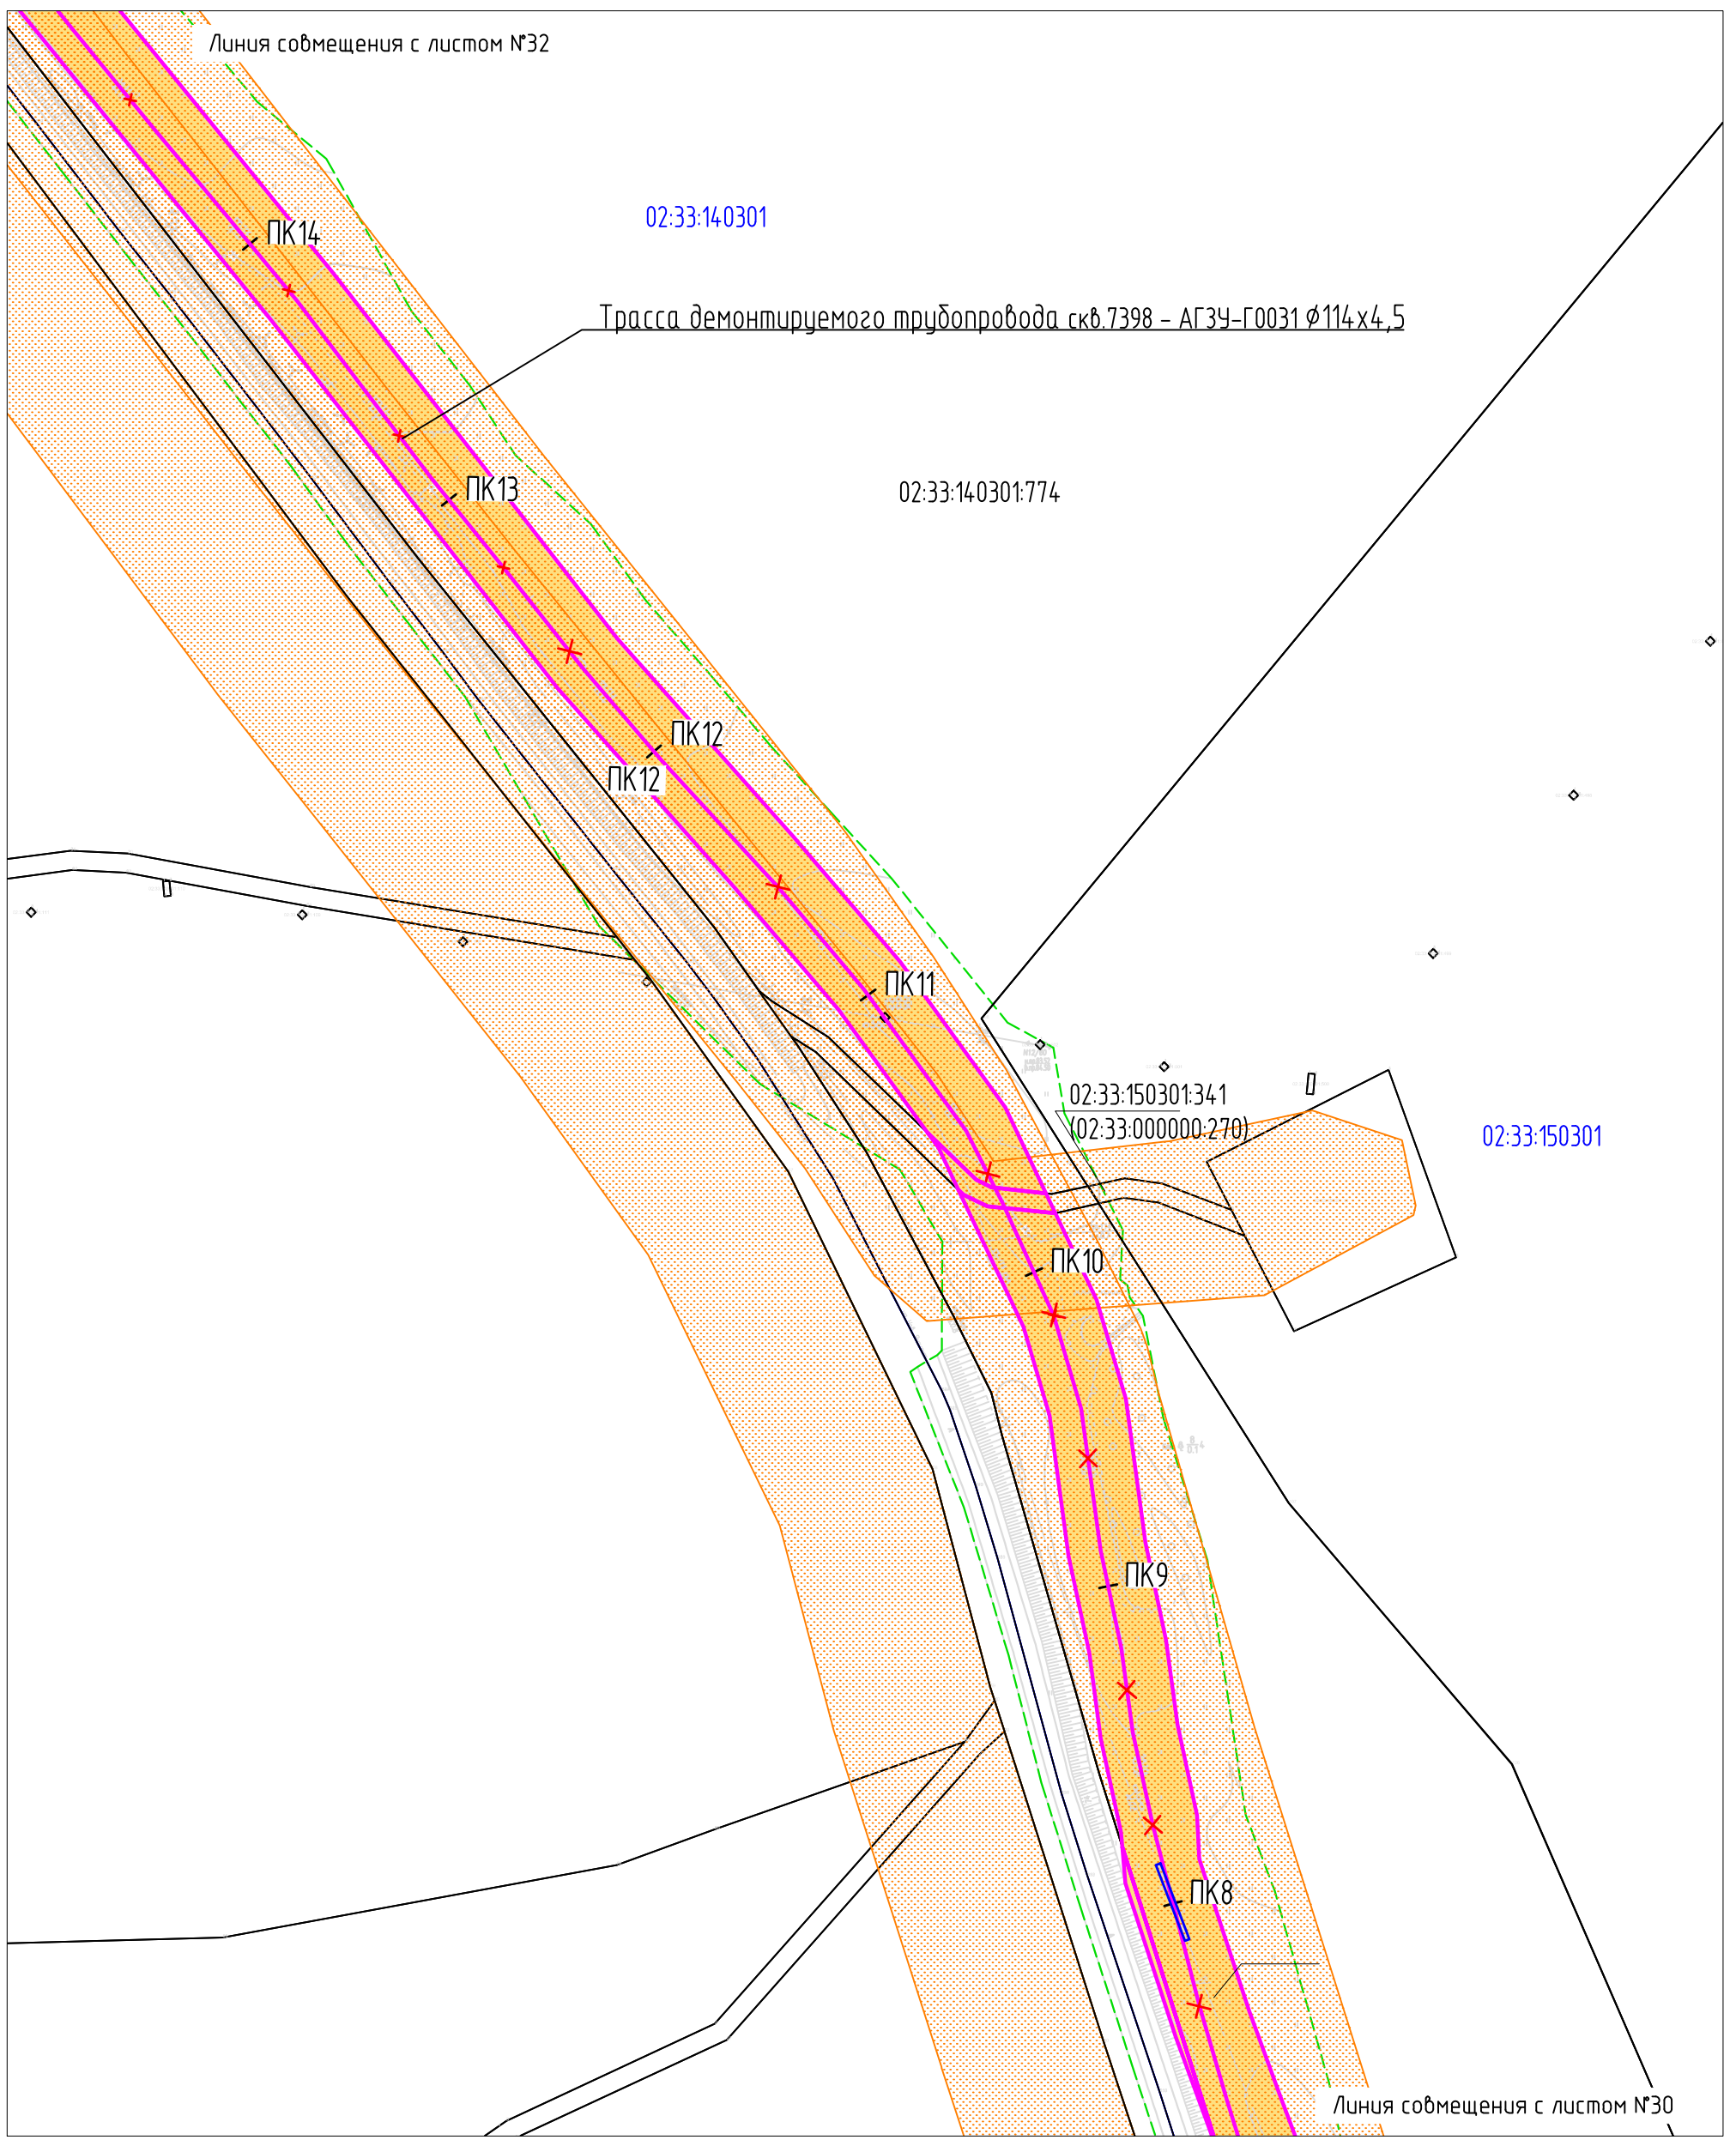 Линия совмещения с листом №32
02:33:140301
ПК14
Трасса демонтируемого трубопровода скв.7398 – АГЗУ-Г0031 ϕ114х4,5
ПК13
02:33:140301:774
ПК12
ПК12
ПК11
02:33:150301:341
(02:33:000000:270)
02:33:150301
ПК10
ПК9
ПК8
Линия совмещения с листом №30